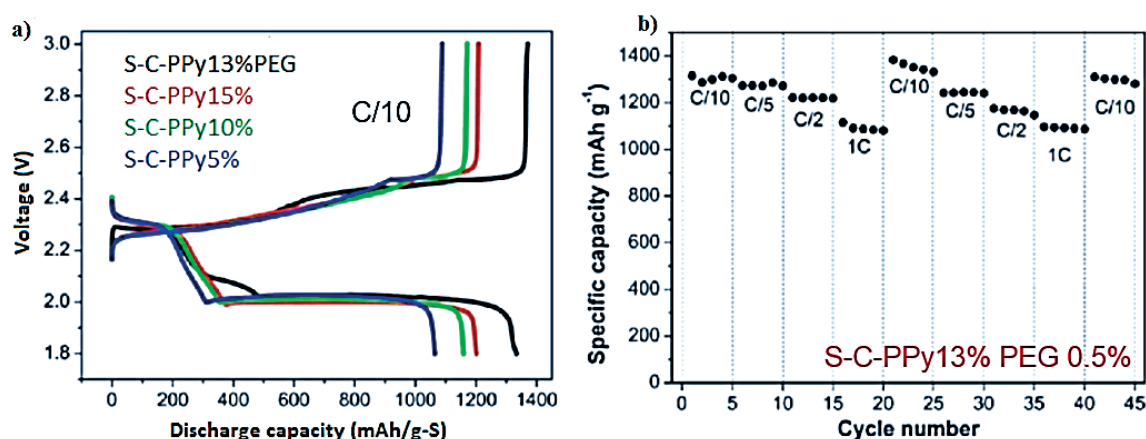 a)
S-C-PPy13%PEG
S-C-PPy15%
S-C-PPy10%
S-C-PPy5%
C/10
Voltage (V)
3.0
2.8
2.6
2.4
2.2
2.0
1.8
0 200 400 600 800 1000 1200 1400
Discharge capacity (mAh/g-S)
b)
Specific capacity (mAh g⁻¹)
1400
1200
1000
800
600
400
200
0
C/10 C/5 C/2 1C C/10 C/5 C/2 1C C/10
S-C-PPy13% PEG 0.5%
0 5 10 15 20 25 30 35 40 45
Cycle number